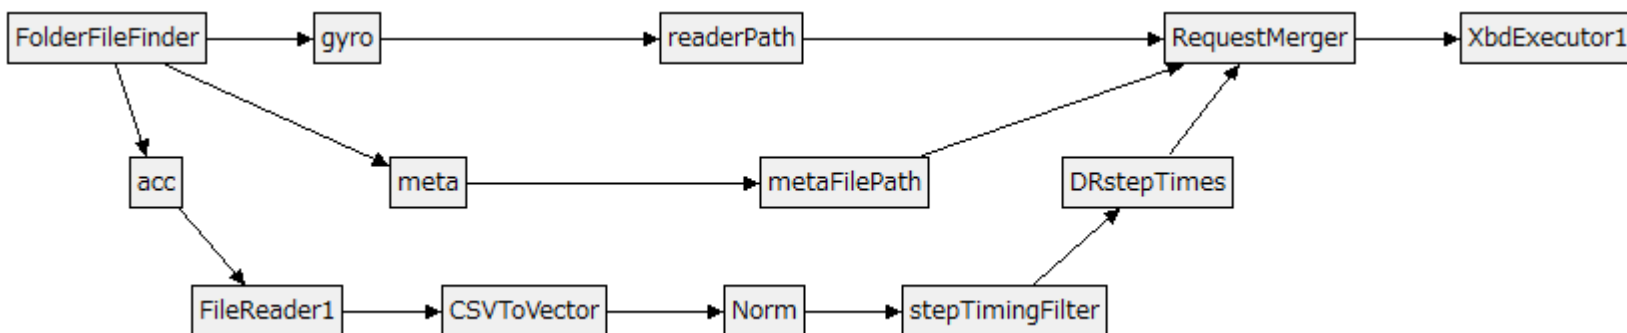 FolderFileFinder
gyro
readerPath
RequestMerger
XbdExecutor1
acc
meta
metaFilePath
DRstepTimes
FileReader1
CSVToVector
Norm
stepTimingFilter